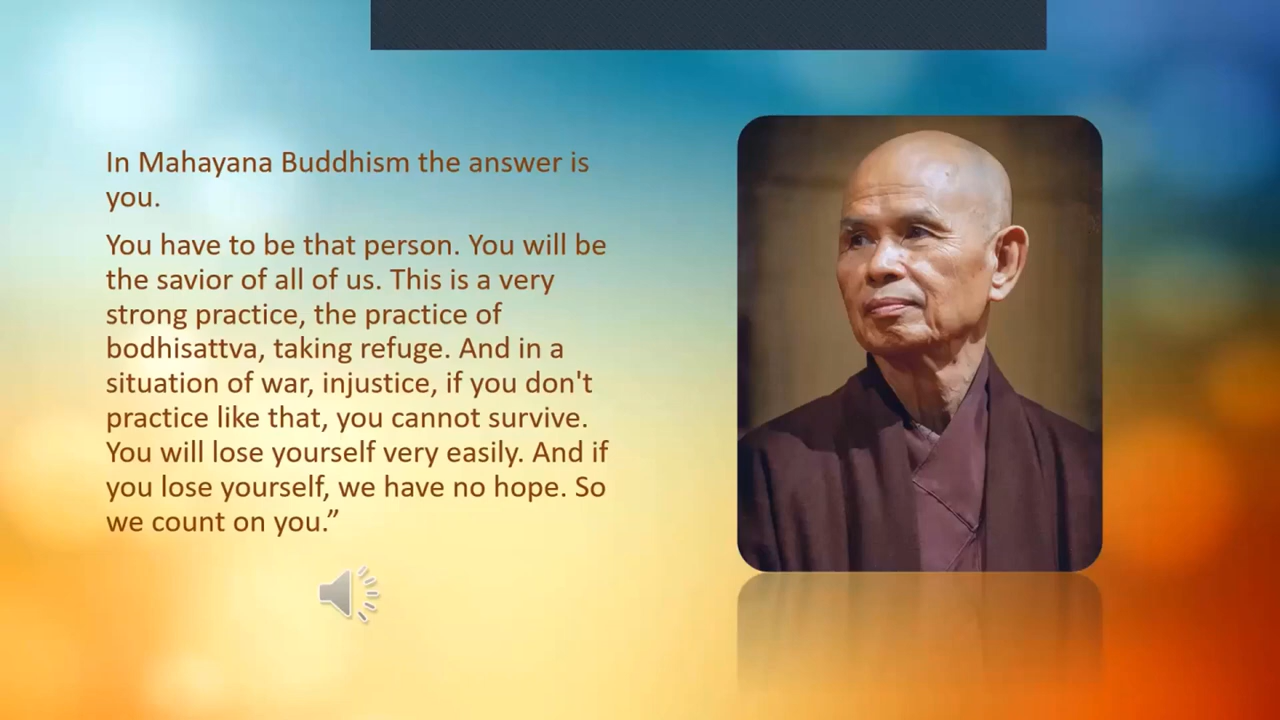 In Mahayana Buddhism the answer is
you.
You have to be that person. You will be
the savior of all of us. This is a very
strong practice, the practice of
bodhisattva, taking refuge. And in a
situation of war, injustice, if you don't
practice like that, you cannot survive.
You will lose yourself very easily. And if
you lose yourself, we have no hope. So
we count on you.”